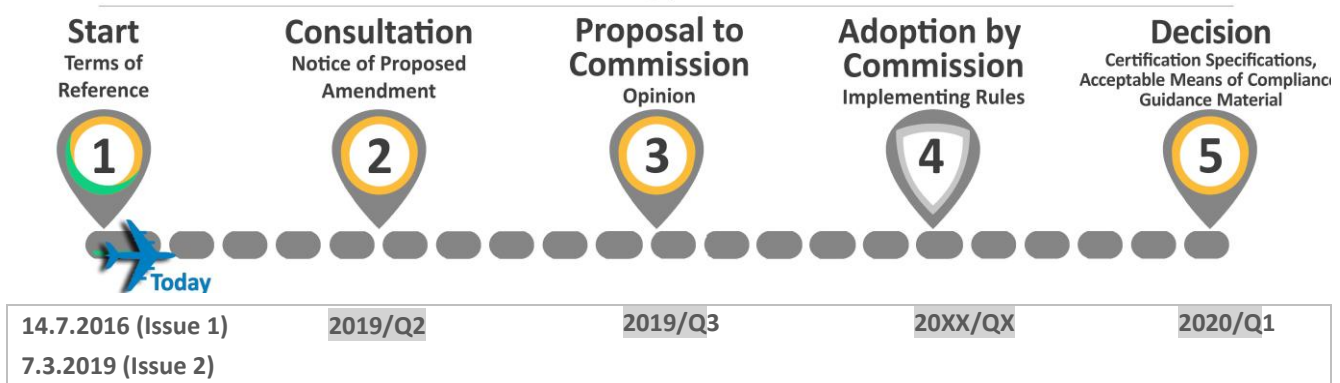 Start
Terms of
Reference
1
Consultation
Notice of Proposed
Amendment
2
Proposal to
Commission
Opinion
3
Adoption by
Commission
Implementing Rules
4
Decision
Certification Specifications,
Acceptable Means of Compliance
Guidance Material
5
Today
14.7.2016 (Issue 1) 2019/Q2 2019/Q3 20XX/QX 2020/Q1
7.3.2019 (Issue 2)